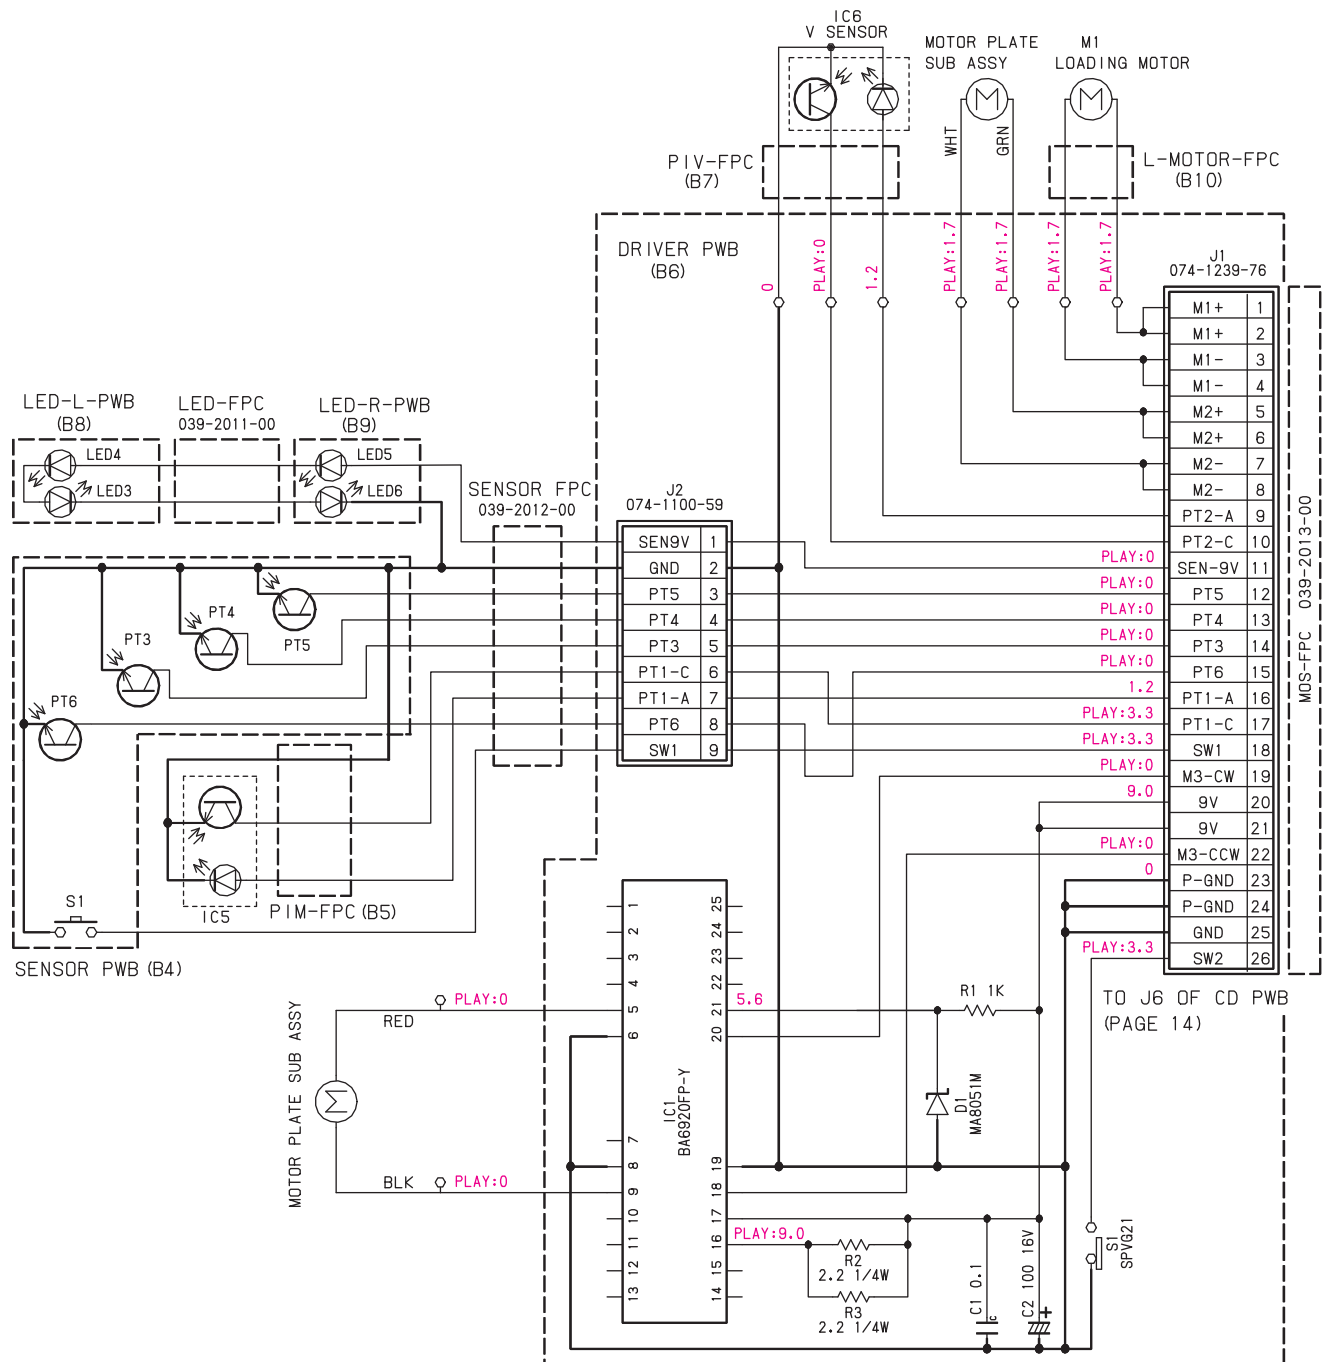 IC6
V SENSOR
MOTOR PLATE
SUB ASSY
M1
LOADING MOTOR
M
M
WHT
GRN
PIV-FPC
(B7)
L-MOTOR-FPC
(B10)
DRIVER PWB
(B6)
0
PLAY:0
1.2
PLAY:1.7
PLAY:1.7
PLAY:1.7
PLAY:1.7
J1
074-1239-76
M1+ 1
M1+ 2
M1- 3
M1- 4
M2+ 5
M2+ 6
M2- 7
M2- 8
PT2-A 9
PT2-C 10
PLAY:0 SEN-9V 11
PLAY:0 PT5 12
PLAY:0 PT4 13
PLAY:0 PT3 14
PLAY:0 PT6 15
1.2 PT1-A 16
PLAY:3.3 PT1-C 17
PLAY:3.3 SW1 18
PLAY:0 M3-CW 19
9.0 9V 20
9V 21
PLAY:0 M3-CCW 22
0 P-GND 23
P-GND 24
GND 25
PLAY:3.3 SW2 26
MOS-FPC 039-2013-00
TO J6 OF CD PWB
(PAGE 14)
LED-L-PWB
(B8)
LED-FPC
039-2011-00
LED-R-PWB
(B9)
LED4
LED5
LED3
LED6
SENSOR FPC
039-2012-00
J2
074-1100-59
SEN9V 1
GND 2
PT5 3
PT4 4
PT3 5
PT1-C 6
PT1-A 7
PT6 8
SW1 9
PT4
PT5
PT3
PT6
S1
IC5
PIM-FPC (B5)
SENSOR PWB (B4)
MOTOR PLATE SUB ASSY
M
RED
PLAY:0
BLK
PLAY:0
IC1
BA6920FP-Y
1
2
3
4
5
6
7
8
9
10
11
12
13
25
24
23
22
21
20
19
18
17
16
15
14
5.6
R1 1K
D1
MA8051M
PLAY:9.0
R2
2.2 1/4W
R3
2.2 1/4W
C1 0.1
c
C2 100 16V
+
S1
SPVG21